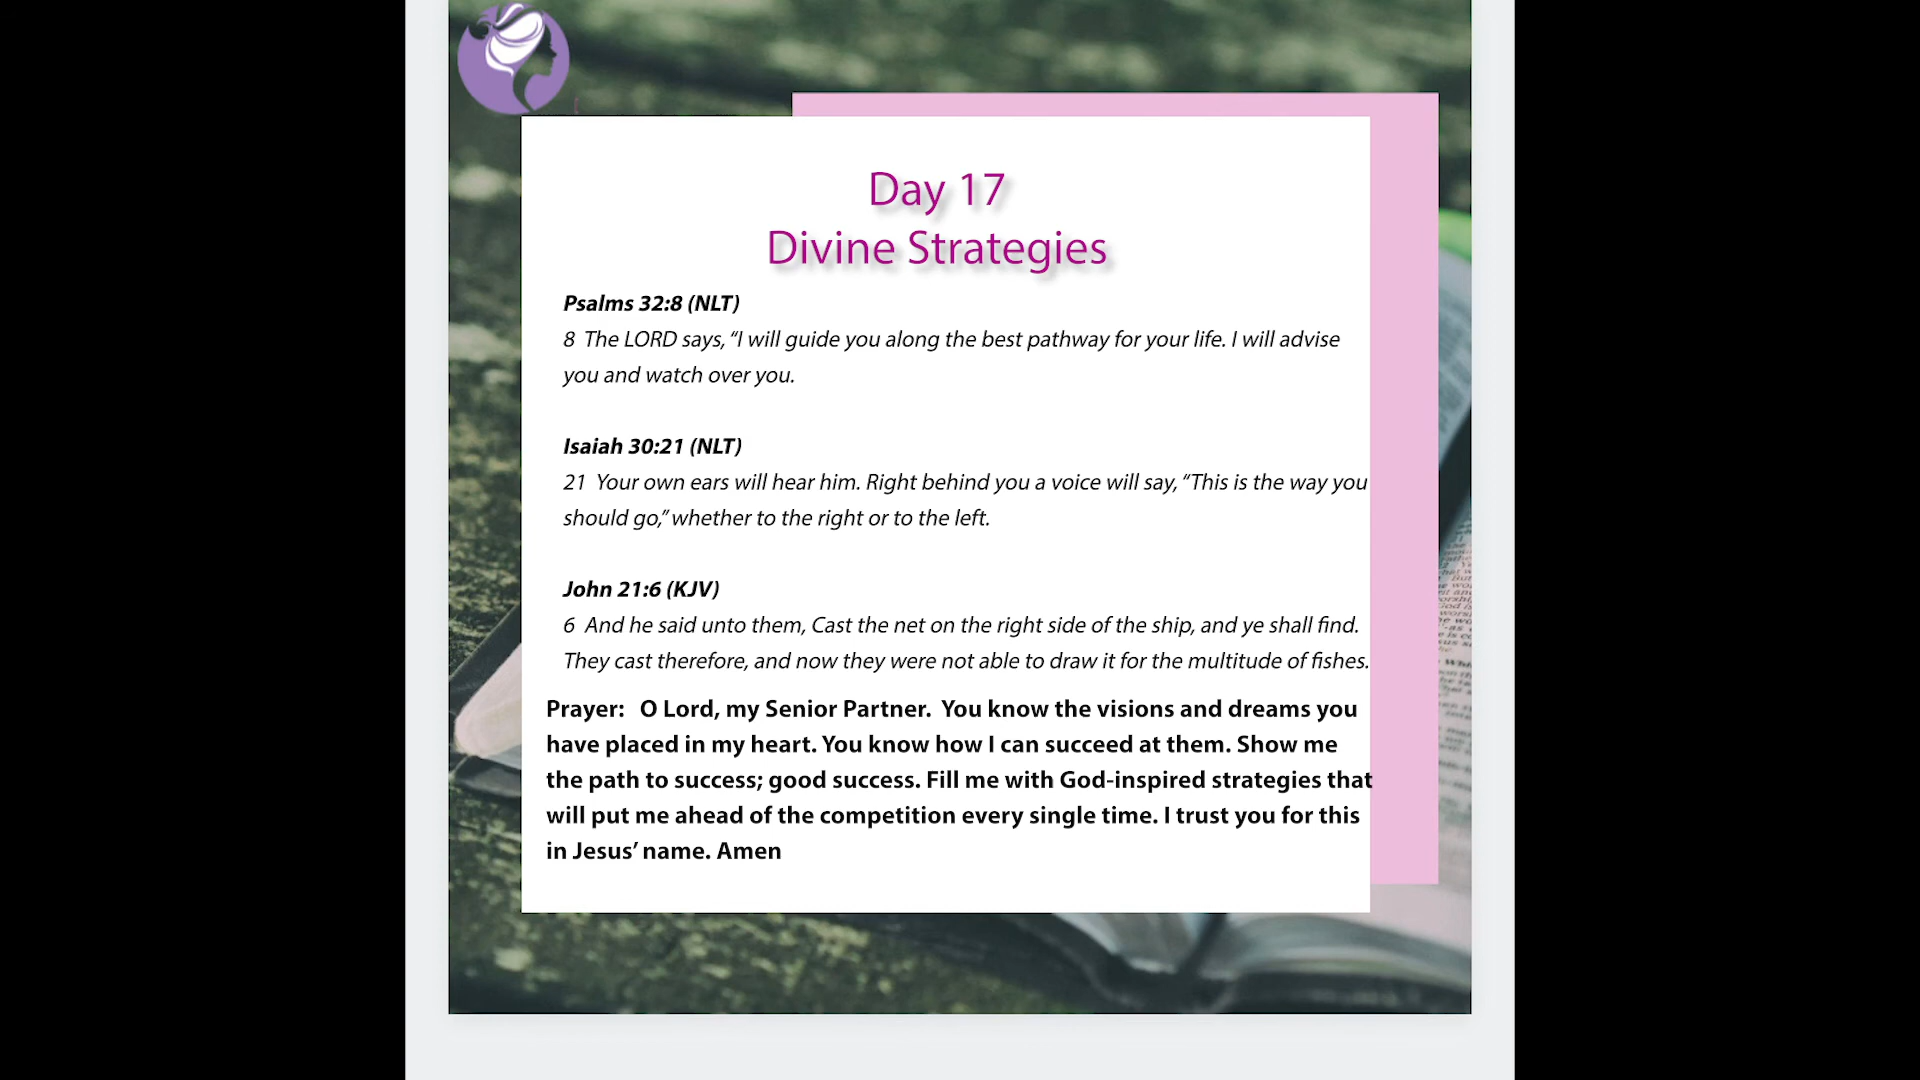 Day 17
Divine Strategies
Psalms 32:8 (NLT)
8 The LORD says, “I will guide you along the best pathway for your life. I will advise
you and watch over you.
Isaiah 30:21 (NLT)
21 Your own ears will hear him. Right behind you a voice will say, “This is the way you
should go,” whether to the right or to the left.
John 21:6 (KJV)
6 And he said unto them, Cast the net on the right side of the ship, and ye shall find.
They cast therefore, and now they were not able to draw it for the multitude of fishes.
Prayer: O Lord, my Senior Partner. You know the visions and dreams you
have placed in my heart. You know how I can succeed at them. Show me
the path to success; good success. Fill me with God-inspired strategies that
will put me ahead of the competition every single time. I trust you for this
in Jesus’ name. Amen